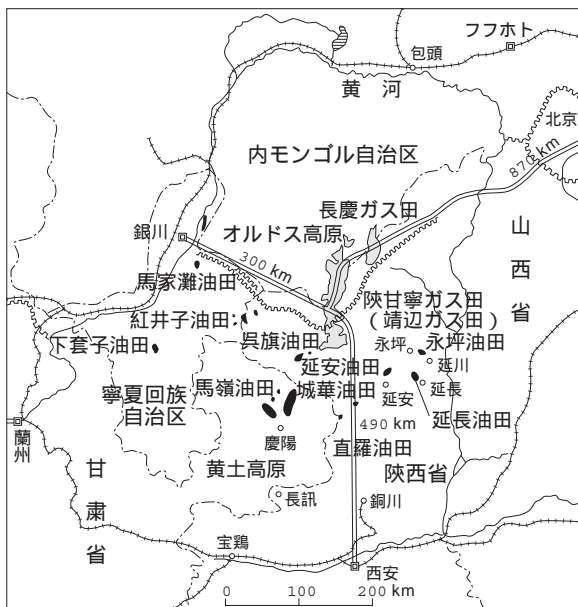 フフホト
包頭
黄 河
北京
内モンゴル自治区
870 km
長慶ガス田
山西省
銀川
オルドス高原
300 km
馬家灘油田
陝甘寧ガス田
(靖辺ガス田)
紅井子油田
呉旗油田
永坪
永坪油田
下套子油田
延安油田
延川
馬嶺油田
城華油田
延安
延長
寧夏回族
自治区
延長油田
490 km
蘭州
慶陽
直羅油田
黄土高原
陝西省
甘粛省
長訊
銅川
宝鶏
西安
0 100 200 km